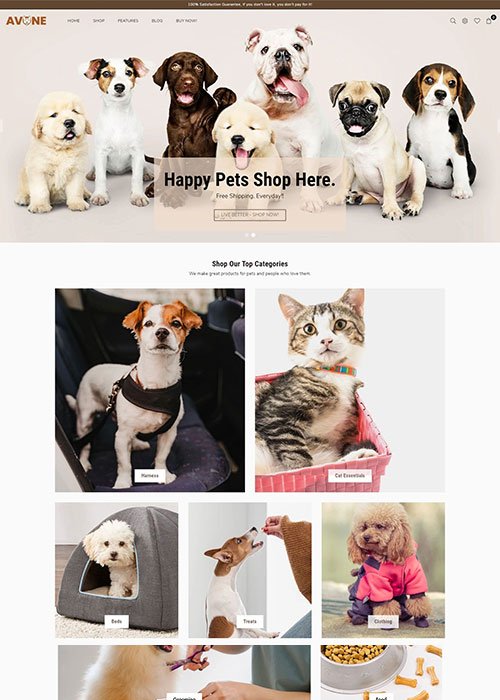 100% Satisfaction Guarantee, if you don't love it, you don't pay for it!
AVONE
HOME SHOP FEATURES BLOG BUY NOW!
Happy Pets Shop Here.
Free Shipping. Everyday!
LIVE BETTER - SHOP NOW!
Shop Our Top Categories
We make great products for pets and people who love them.
Harness
Cat Essentials
Beds
Treats
Clothing
Grooming
Food